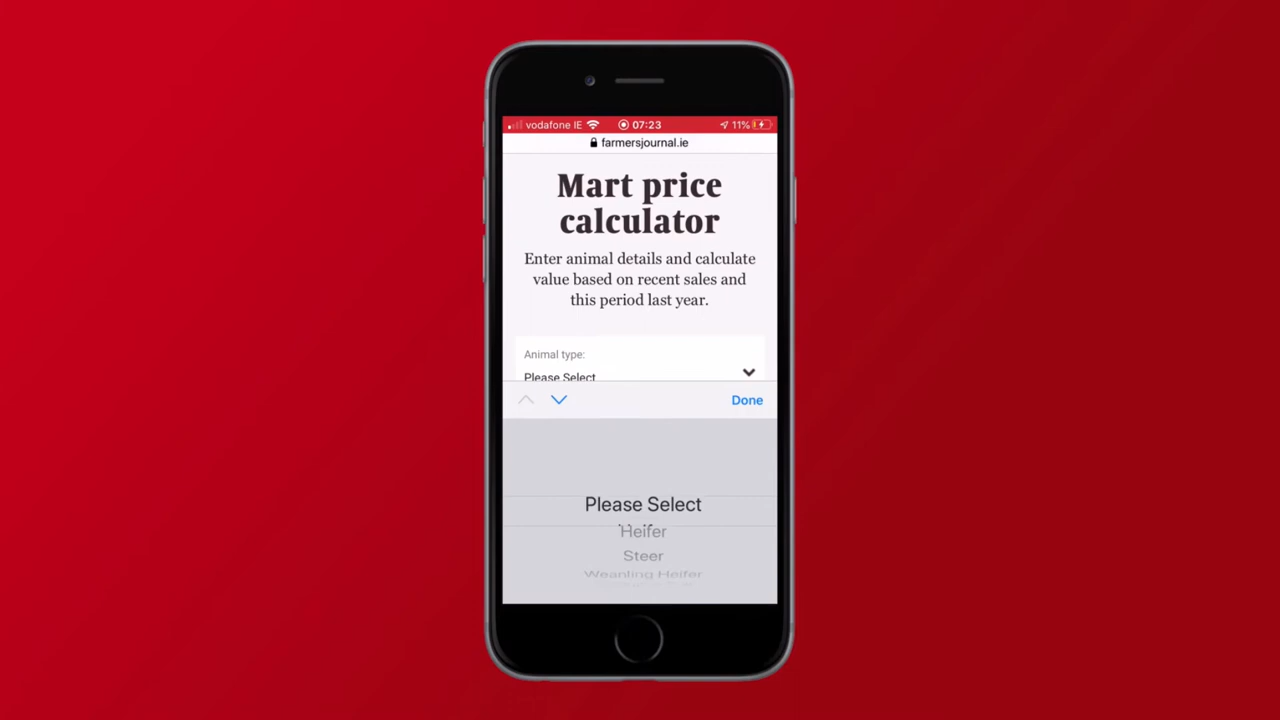 vodafone IE 07:23 11%
farmersjournal.ie
Mart price
calculator
Enter animal details and calculate
value based on recent sales and
this period last year.
Animal type:
Please Select
Done
Please Select
Heifer
Steer
Weanling Heifer